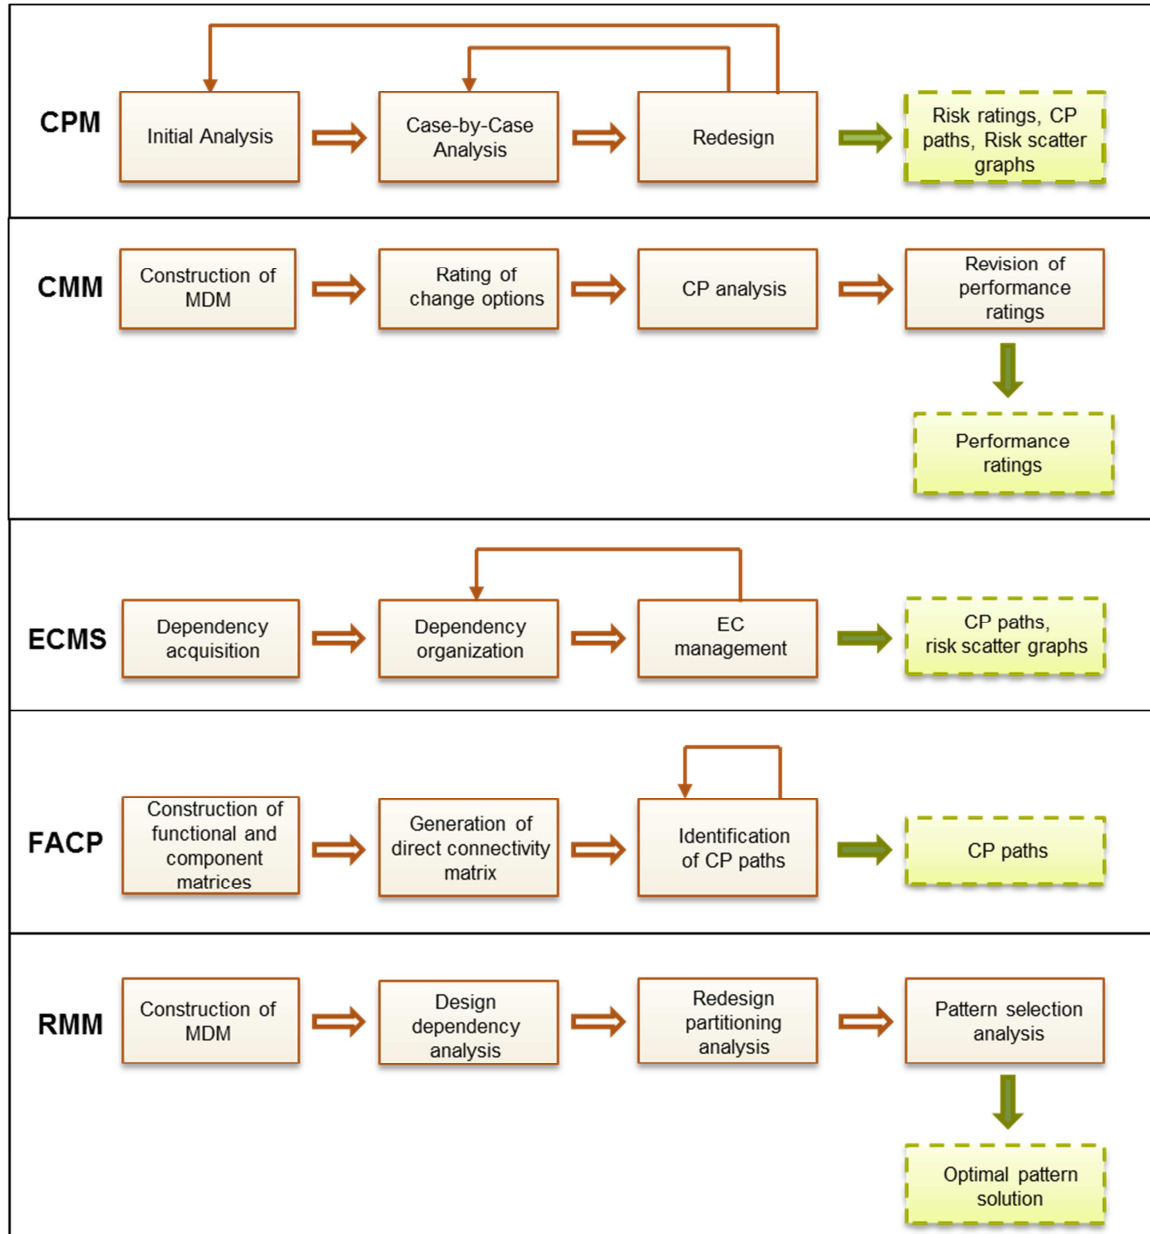 CPM
Initial Analysis
Case-by-Case
Analysis
Redesign
Risk ratings, CP
paths, Risk scatter
graphs
CMM
Construction of
MDM
Rating of
change options
CP analysis
Revision of
performance
ratings
Performance
ratings
ECMS
Dependency
acquisition
Dependency
organization
EC
management
CP paths,
risk scatter graphs
FACP
Construction of
functional and
component
matrices
Generation of
direct connectivity
matrix
Identification
of CP paths
CP paths
RMM
Construction of
MDM
Design
dependency
analysis
Redesign
partitioning
analysis
Pattern selection
analysis
Optimal pattern
solution